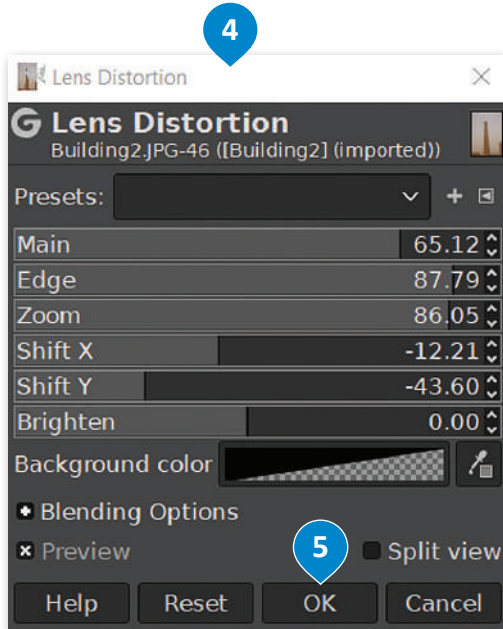 4
Lens Distortion
G Lens Distortion
Building2.JPG-46 ([Building2] (imported))
Presets:
Main 65.12
Edge 87.79
Zoom 86.05
Shift X -12.21
Shift Y -43.60
Brighten 0.00
Background color
Blending Options
Preview 5 Split view
Help Reset OK Cancel